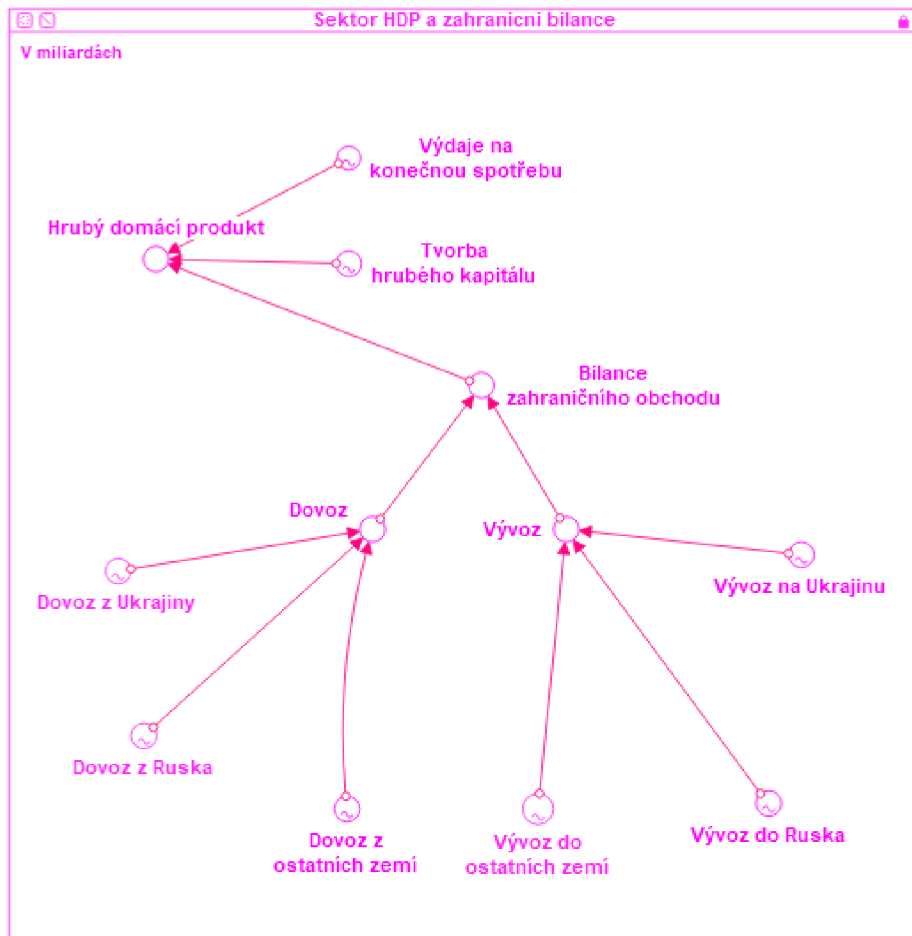 Sektor HDP a zahranicni bilance
V miliardách
Výdaje na
konečnou spotřebu
Hrubý domácí produkt
Tvorba
hrubého kapitálu
Bilance
zahraničního obchodu
Dovoz
Vývoz
Dovoz z Ukrajiny
Vývoz na Ukrajinu
Dovoz z Ruska
Dovoz z
ostatních zemí
Vývoz do
ostatních zemí
Vývoz do Ruska